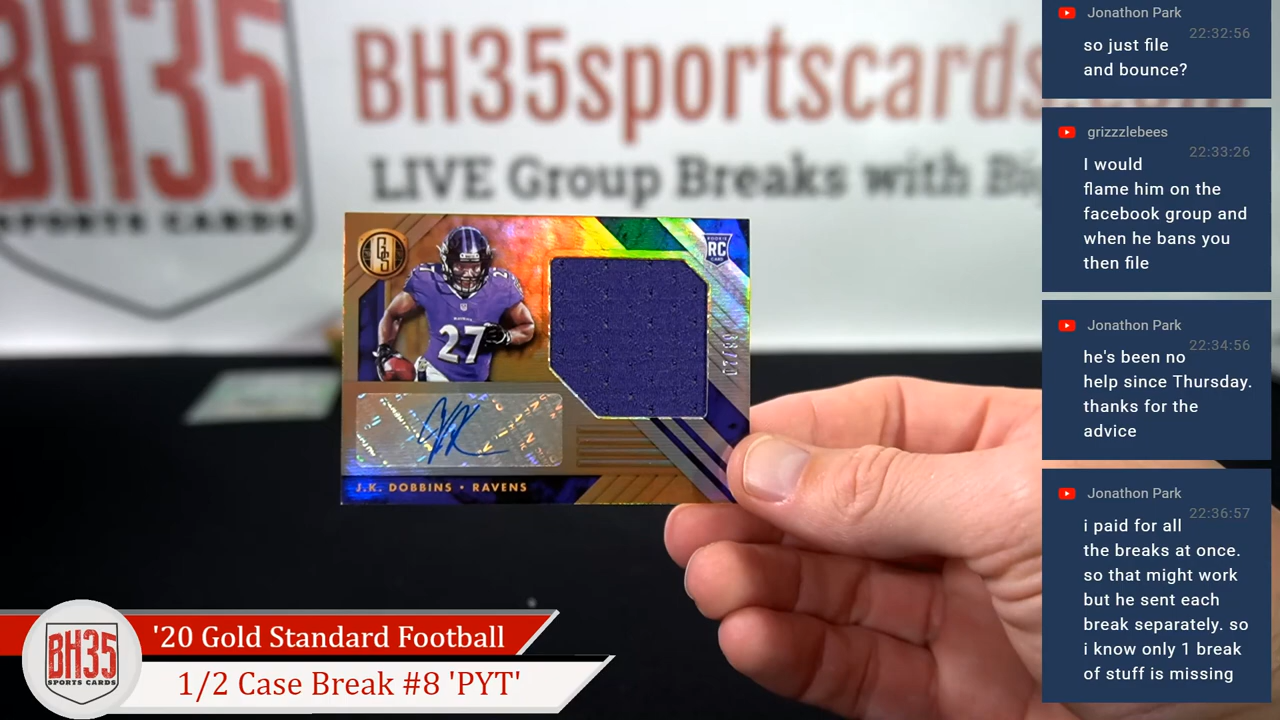 BH35
SPORTS CARDS
BH35sportscards.com
LIVE Group Breaks with
GS
ROOKIE
RC
CARD
27
J.K. DOBBINS • RAVENS
BH35
SPORTS CARDS
'20 Gold Standard Football
1/2 Case Break #8 'PYT'
Jonathon Park
22:32:56
so just file
and bounce?
grizzzlebees
22:33:26
I would
flame him on the
facebook group and
when he bans you
then file
Jonathon Park
22:34:56
he's been no
help since Thursday.
thanks for the
advice
Jonathon Park
22:36:57
i paid for all
the breaks at once.
so that might work
but he sent each
break separately. so
i know only 1 break
of stuff is missing